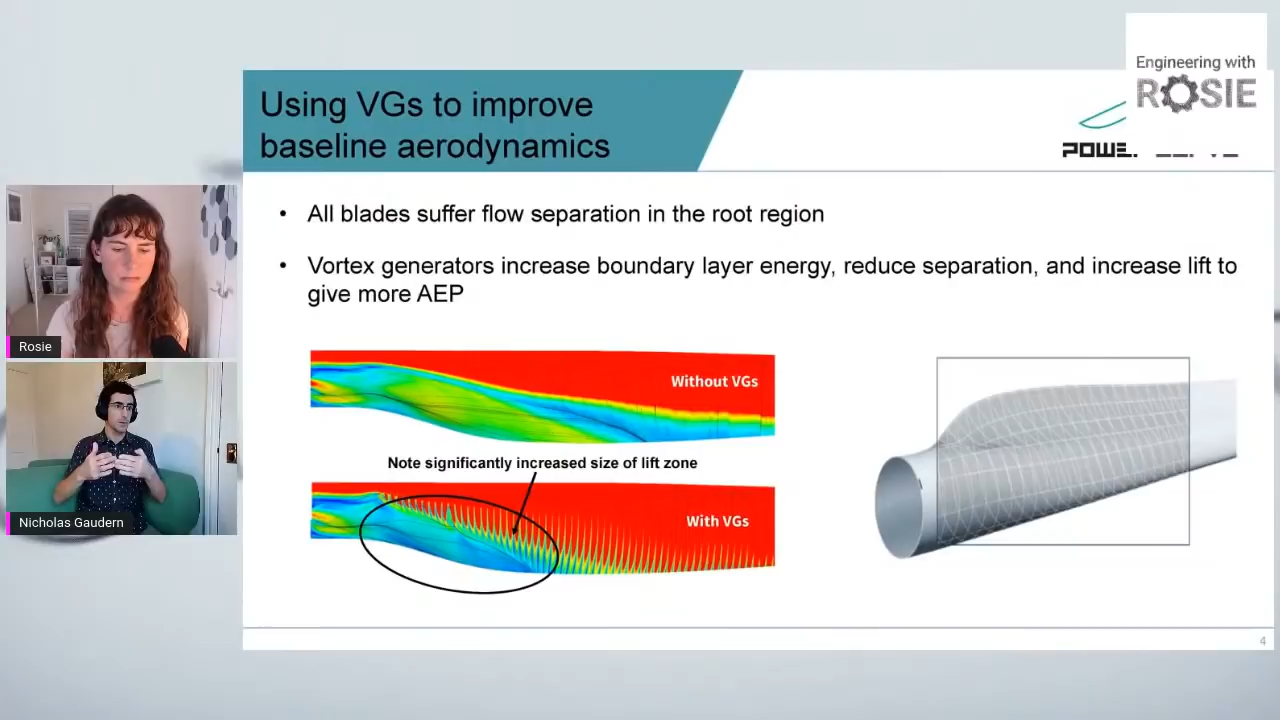 Engineering with
ROSIE
Using VGs to improve
baseline aerodynamics
• All blades suffer flow separation in the root region
• Vortex generators increase boundary layer energy, reduce separation, and increase lift to
give more AEP
Without VGs
Note significantly increased size of lift zone
With VGs
Rosie
Nicholas Gaudern
4